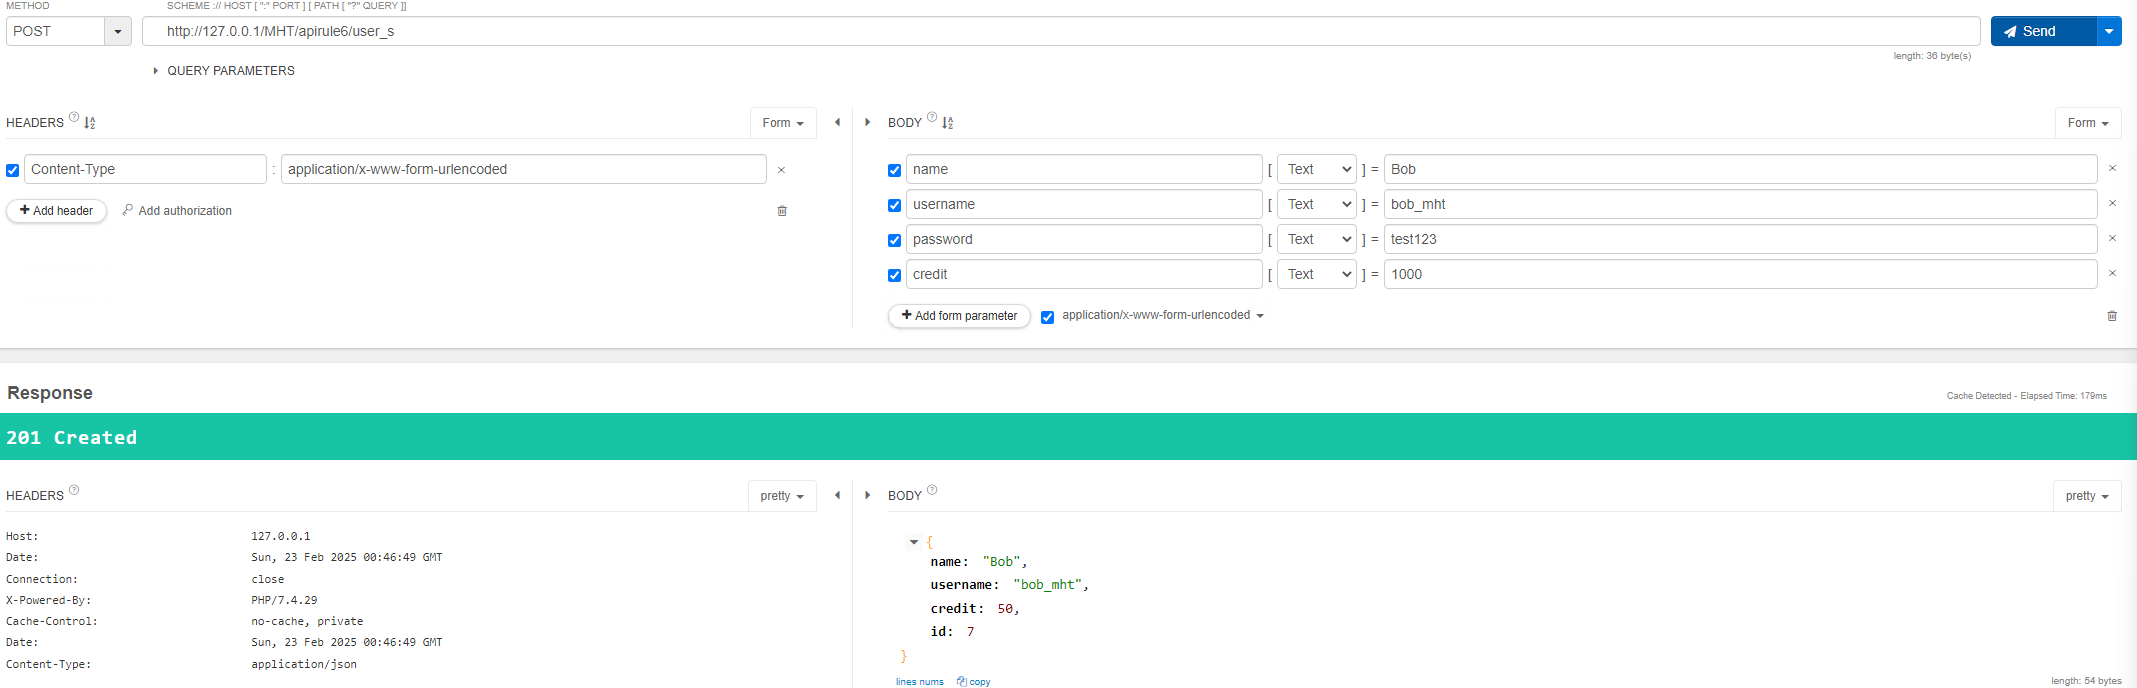 METHOD SCHEME :// HOST [ ":" PORT ] [ PATH [ "?" QUERY ]]
POST http://127.0.0.1/MHT/apirule6/user_s Send
length: 36 byte(s)
QUERY PARAMETERS
HEADERS ? Form BODY ? Form
Content-Type : application/x-www-form-urlencoded × name [ Text ] = Bob ×
+ Add header Add authorization username [ Text ] = bob_mht ×
password [ Text ] = test123 ×
credit [ Text ] = 1000 ×
+ Add form parameter application/x-www-form-urlencoded
Response Cache Detected - Elapsed Time: 179ms
201 Created
HEADERS ? pretty BODY ? pretty
Host: 127.0.0.1
Date: Sun, 23 Feb 2025 00:46:49 GMT
Connection: close
X-Powered-By: PHP/7.4.29
Cache-Control: no-cache, private
Date: Sun, 23 Feb 2025 00:46:49 GMT
Content-Type: application/json
{
name: "Bob",
username: "bob_mht",
credit: 50,
id: 7
}
lines nums copy length: 54 bytes